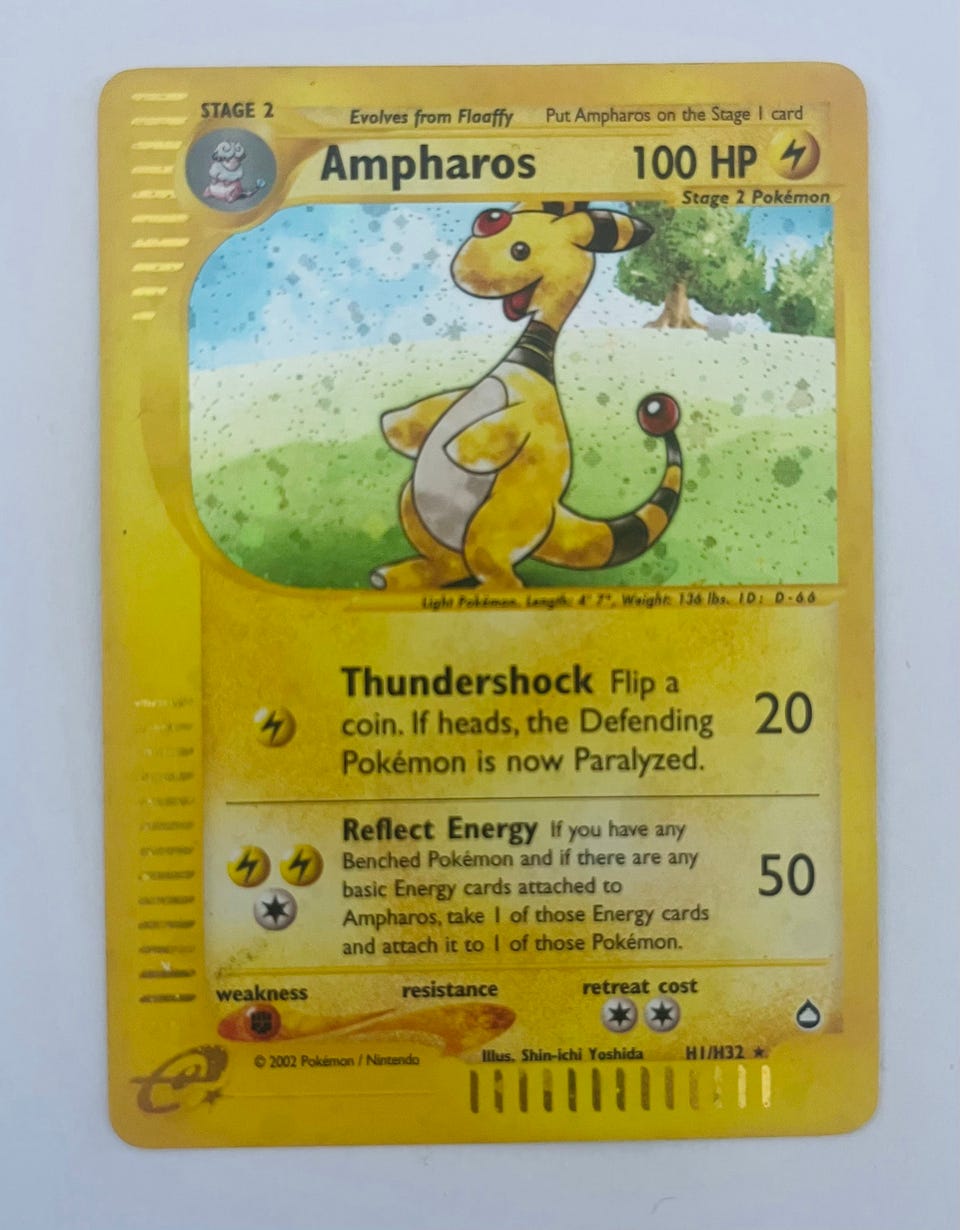 STAGE 2
Evolves from Flaaffy
Put Ampharos on the Stage 1 card
Ampharos
100 HP
Stage 2 Pokémon
Light Pokémon. Length: 4' 7", Weight: 136 lbs. ID: D-66
Thundershock Flip a
coin. If heads, the Defending
Pokémon is now Paralyzed.
20
Reflect Energy If you have any
Benched Pokémon and if there are any
basic Energy cards attached to
Ampharos, take 1 of those Energy cards
and attach it to 1 of those Pokémon.
50
weakness
resistance
retreat cost
© 2002 Pokémon / Nintendo
Illus. Shin-ichi Yoshida
H1/H32 ★
e